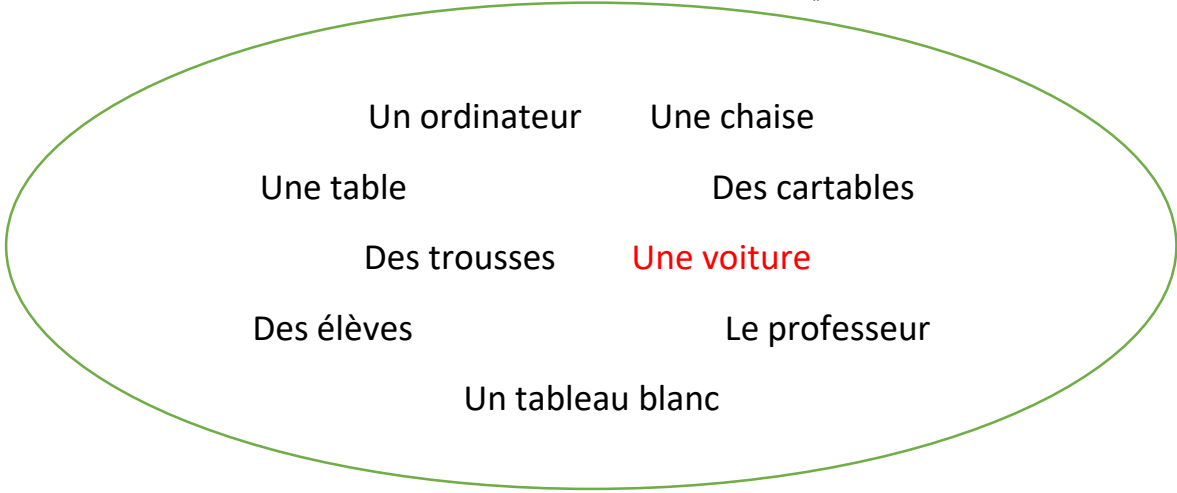 Un ordinateur Une chaise
Une table Des cartables
Des trousses Une voiture
Des élèves Le professeur
Un tableau blanc